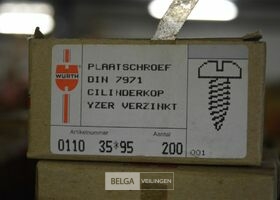 WÜRTH
PLAATSCHROEF
DIN 7971
CILINDERKOP
YZER VERZINKT
Artikelnummer
Aantal
0110 35*95 200
001
BELGA VEILINGEN